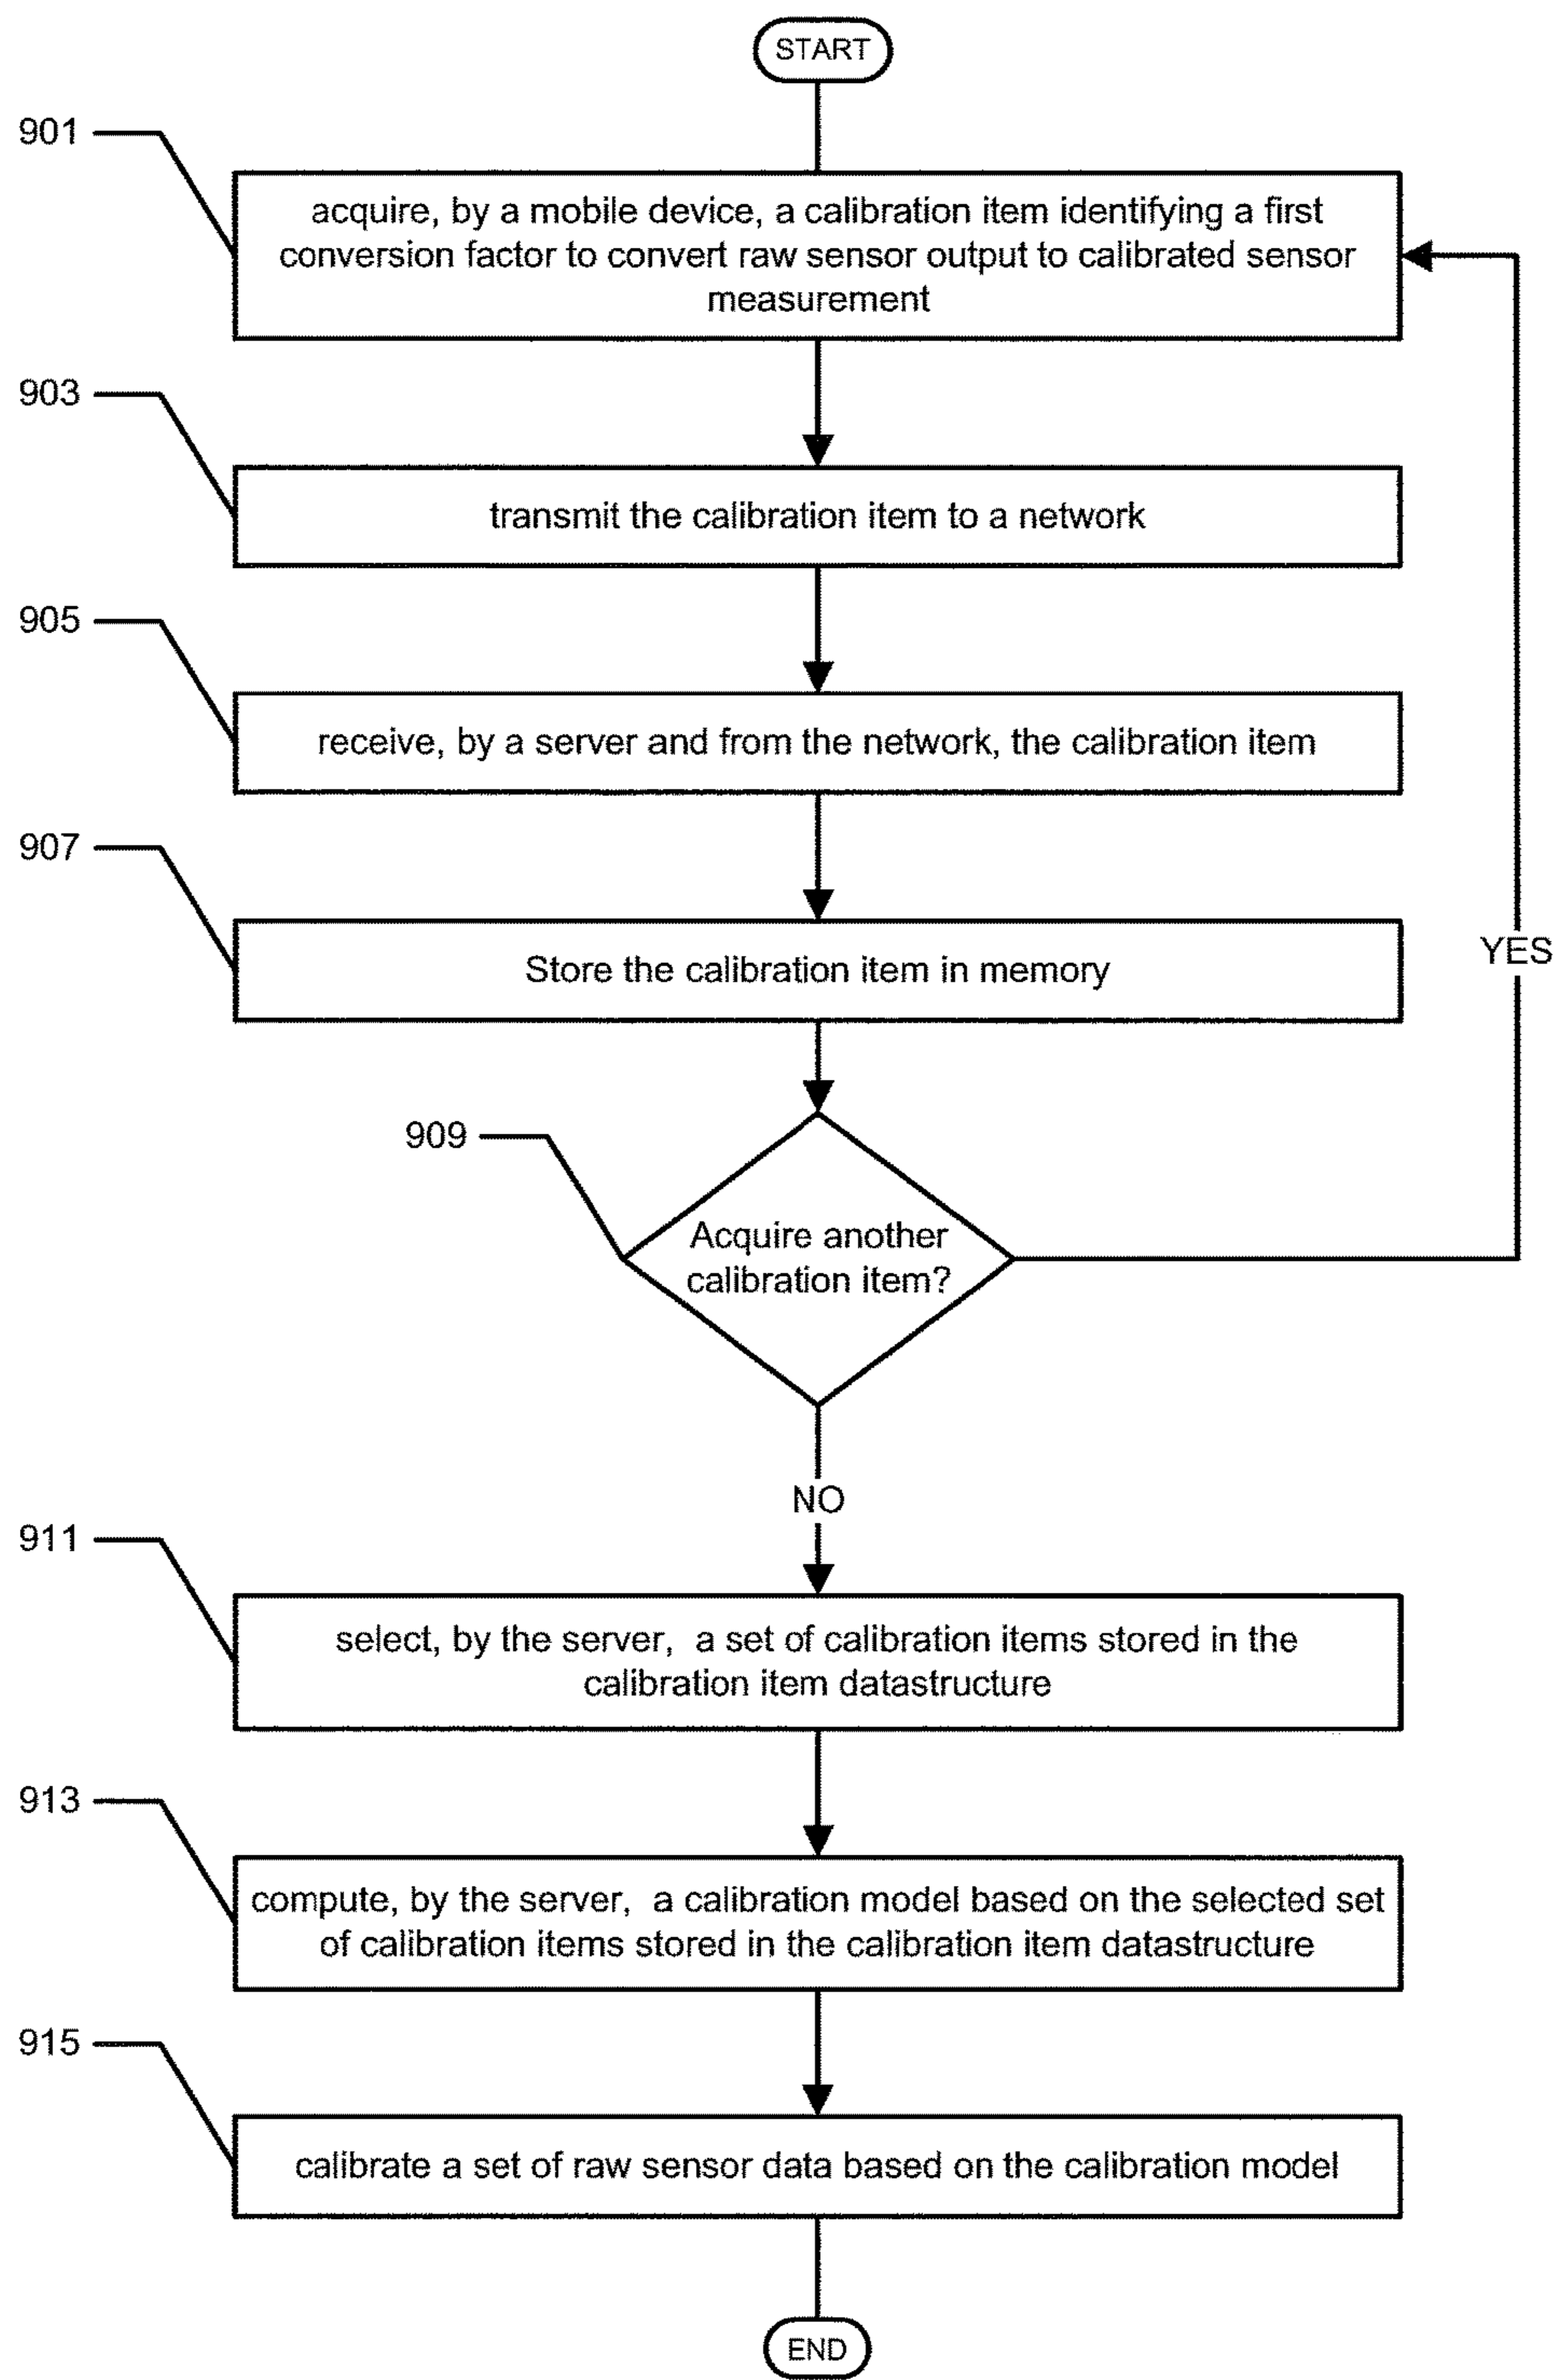 START
901
acquire, by a mobile device, a calibration item identifying a first
conversion factor to convert raw sensor output to calibrated sensor
measurement
903
transmit the calibration item to a network
905
receive, by a server and from the network, the calibration item
907
Store the calibration item in memory
YES
909
Acquire another
calibration item?
NO
911
select, by the server, a set of calibration items stored in the
calibration item datastructure
913
compute, by the server, a calibration model based on the selected set
of calibration items stored in the calibration item datastructure
915
calibrate a set of raw sensor data based on the calibration model
END